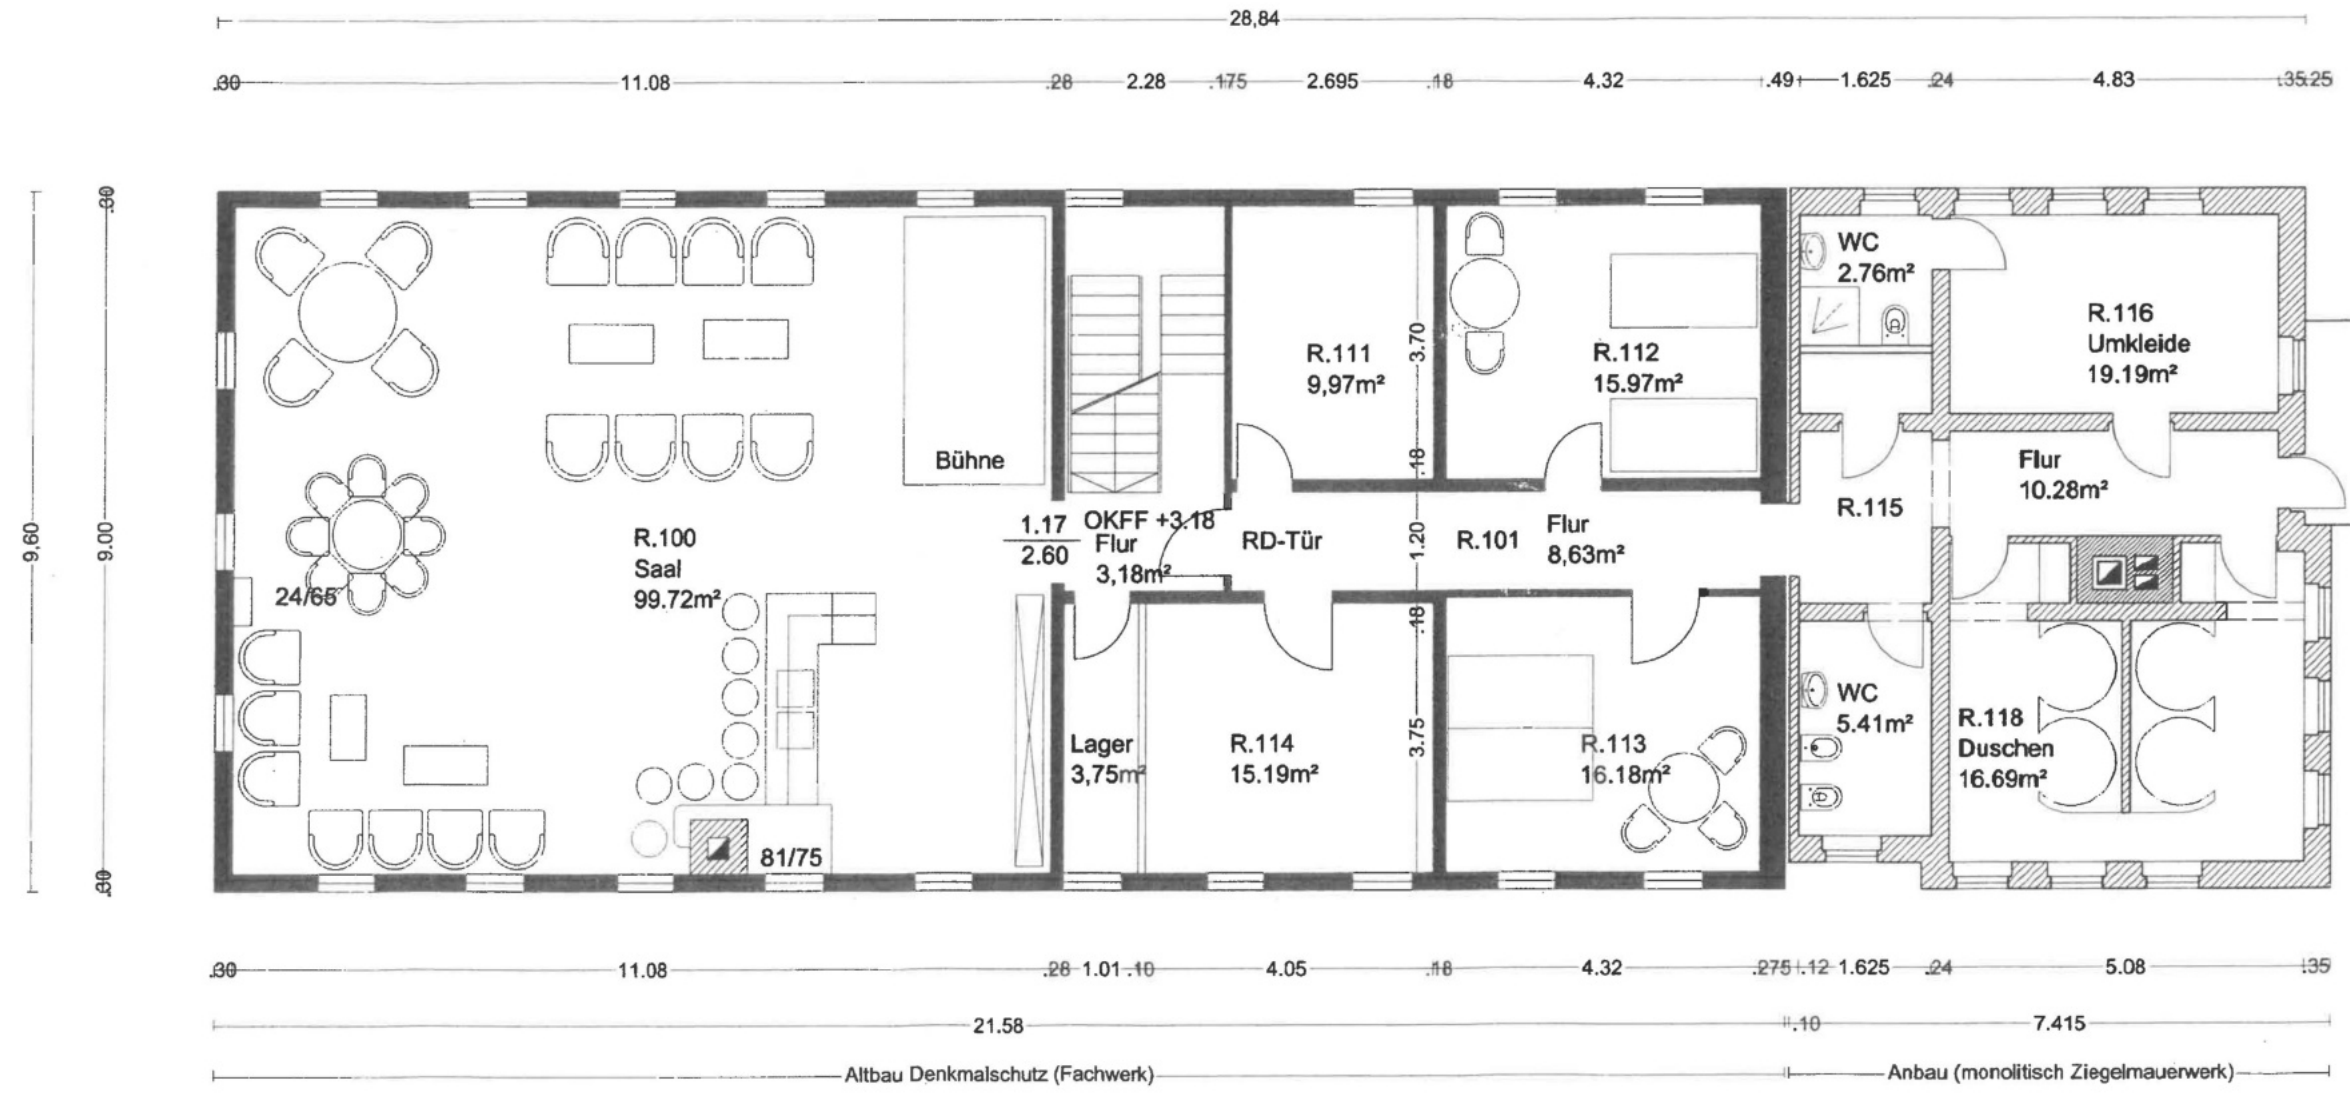 28,84
.30 11.08 .28 2.28 .175 2.695 .18 4.32 .49 1.625 .24 4.83 .35 .25
.30
9.00
.30
9,60
WC
2.76m²
R.116
Umkleide
19.19m²
R.111
9,97m²
3.70
R.112
15.97m²
Bühne
.18
Flur
10.28m²
R.115
R.100
Saal
99.72m²
1.17
2.60
OKFF +3.18
Flur
3,18m²
RD-Tür
1.20
R.101
Flur
8,63m²
24/65
.18
WC
5.41m²
R.118
Duschen
16.69m²
Lager
3,75m²
R.114
15.19m²
3.75
R.113
16.18m²
81/75
.30 11.08 .28 1.01 .10 4.05 .18 4.32 .275 .12 1.625 .24 5.08 .35
21.58 .10 7.415
Altbau Denkmalschutz (Fachwerk) Anbau (monolitisch Ziegelmauerwerk)